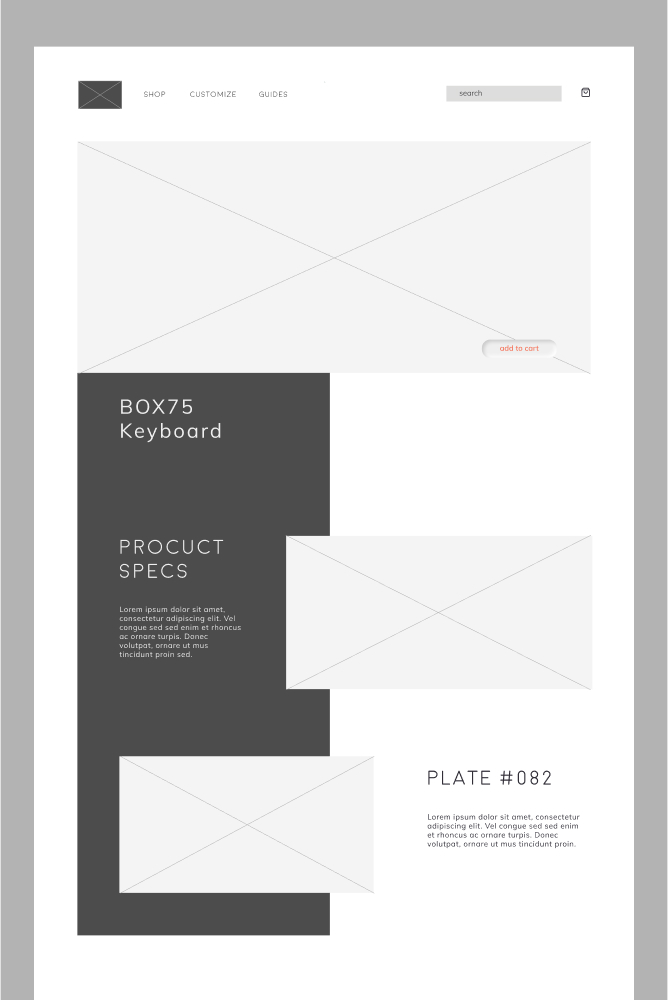 SHOP CUSTOMIZE GUIDES search
add to cart
BOX75
Keyboard
PROCUCT
SPECS
Lorem ipsum dolor sit amet,
consectetur adipiscing elit. Vel
congue sed sed enim et rhoncus
ac ornare turpis. Donec
volutpat, ornare ut mus
tincidunt proin sed.
PLATE #082
Lorem ipsum dolor sit amet, consectetur
adipiscing elit. Vel congue sed sed enim
et rhoncus ac ornare turpis. Donec
volutpat, ornare ut mus tincidunt proin.